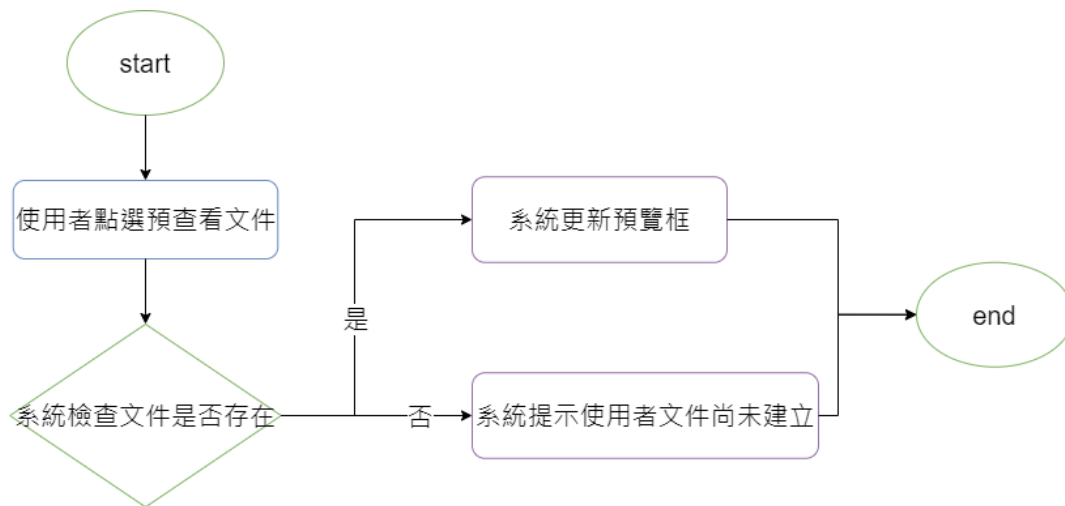 start
使用者點選預查看文件
系統檢查文件是否存在
是
否
系統更新預覽框
系統提示使用者文件尚未建立
end